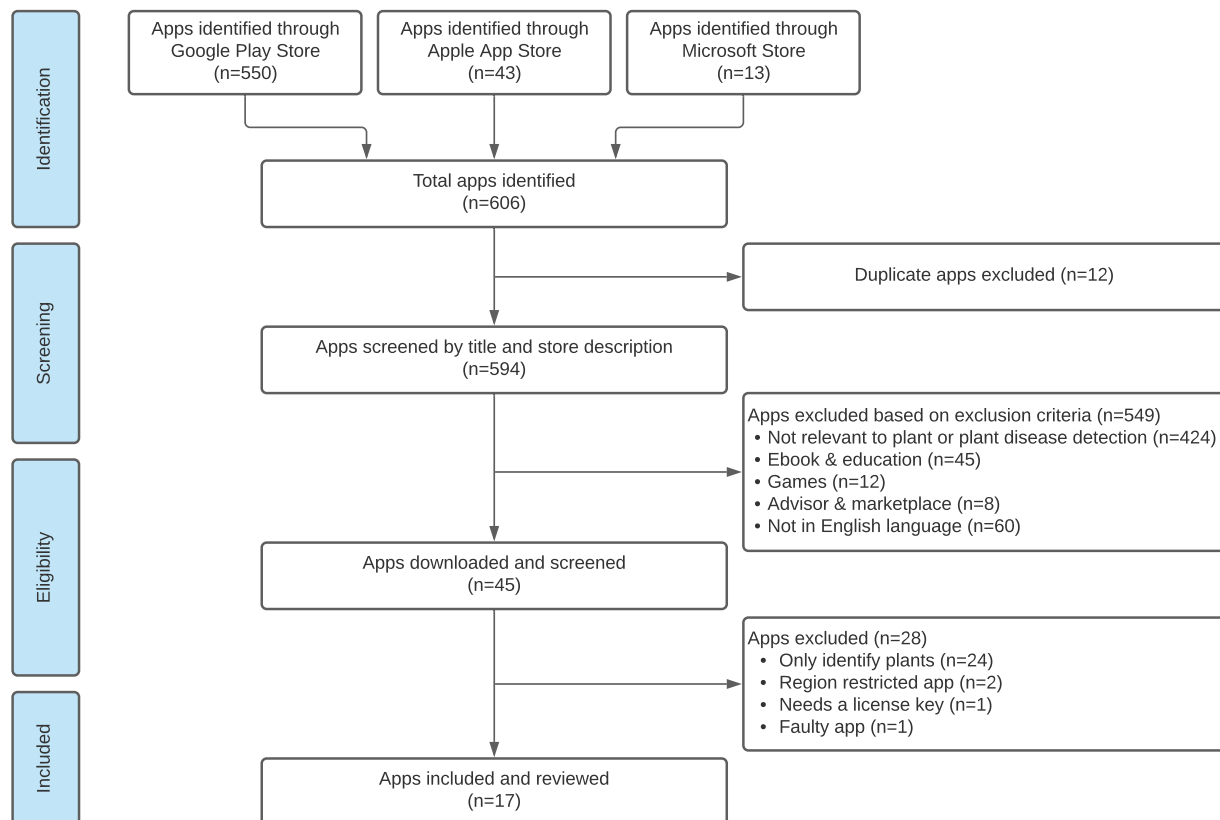 Identification
Apps identified through
Google Play Store
(n=550)
Apps identified through
Apple App Store
(n=43)
Apps identified through
Microsoft Store
(n=13)
Total apps identified
(n=606)
Screening
Duplicate apps excluded (n=12)
Apps screened by title and store description
(n=594)
Apps excluded based on exclusion criteria (n=549)
• Not relevant to plant or plant disease detection (n=424)
• Ebook & education (n=45)
• Games (n=12)
• Advisor & marketplace (n=8)
• Not in English language (n=60)
Eligibility
Apps downloaded and screened
(n=45)
Apps excluded (n=28)
• Only identify plants (n=24)
• Region restricted app (n=2)
• Needs a license key (n=1)
• Faulty app (n=1)
Included
Apps included and reviewed
(n=17)